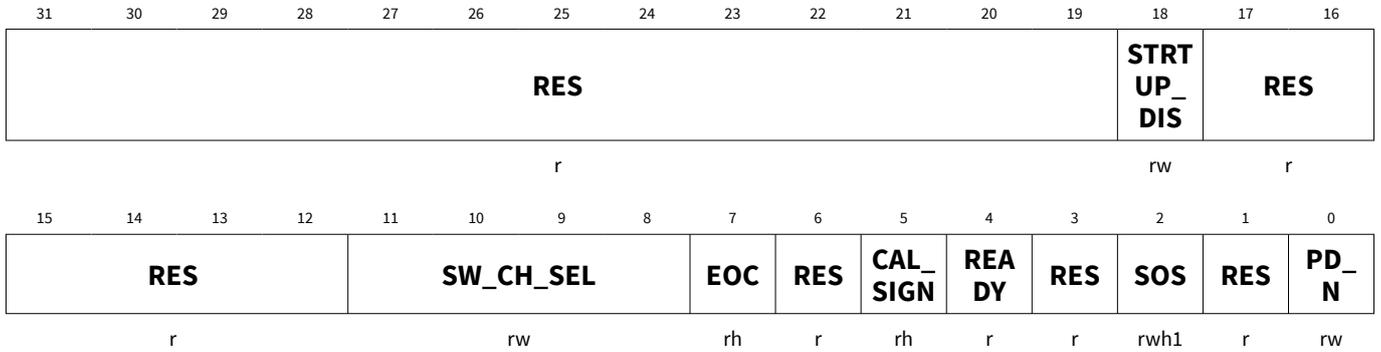 31 30 29 28 27 26 25 24 23 22 21 20 19 18 17 16
RES STRT UP_ DIS RES
r rw r
15 14 13 12 11 10 9 8 7 6 5 4 3 2 1 0
RES SW_CH_SEL EOC RES CAL_ SIGN REA DY RES SOS RES PD_ N
r rw rh r rh r r rwh1 r rw